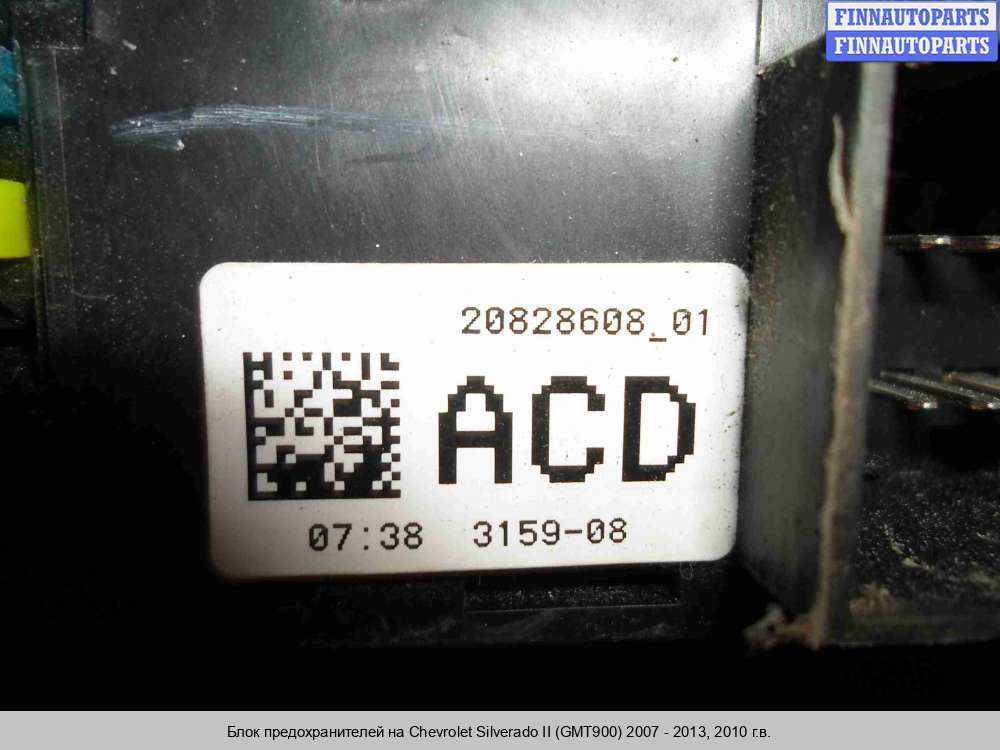 FINNAUTOPARTS
FINNAUTOPARTS
20828608_01
ACD
07:38 3159-08
Блок предохранителей на Chevrolet Silverado II (GMT900) 2007 - 2013, 2010 г.в.